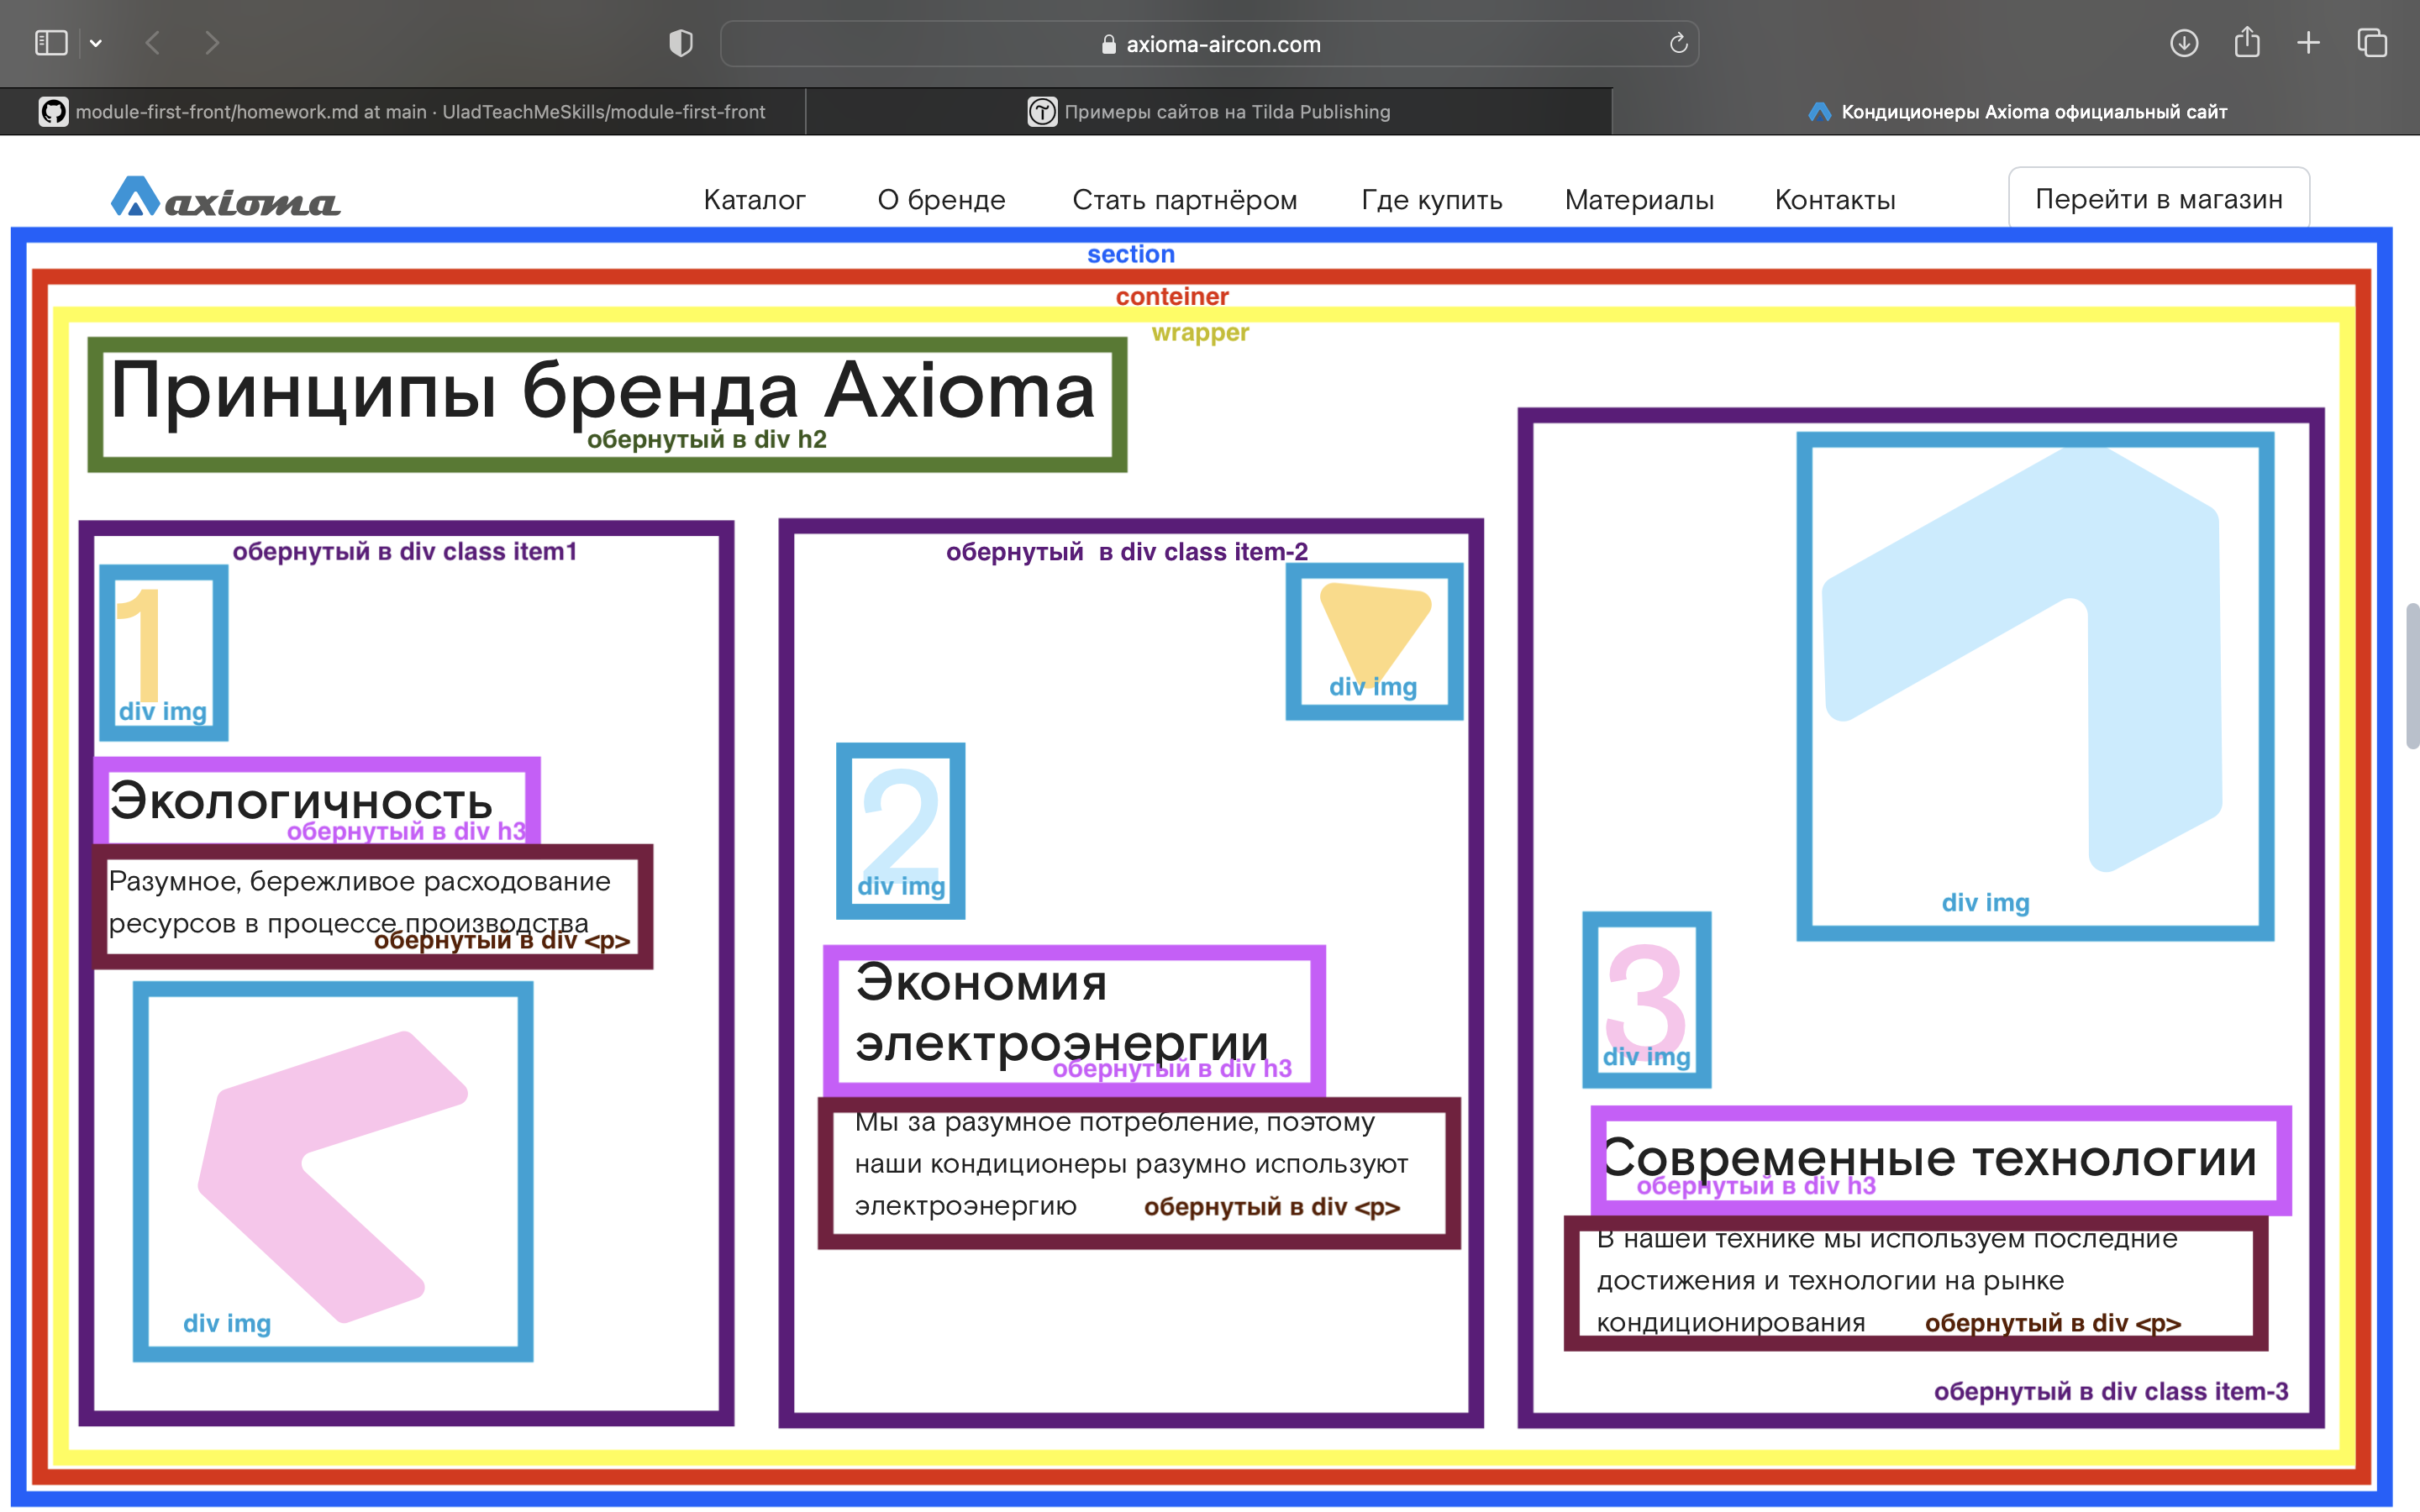 axioma-aircon.com
module-first-front/homework.md at main · UladTeachMeSkills/module-first-front
Примеры сайтов на Tilda Publishing
Кондиционеры Axioma официальный сайт
axioma
Каталог
О бренде
Стать партнёром
Где купить
Материалы
Контакты
Перейти в магазин
section
conteiner
wrapper
Принципы бренда Axioma
обернутый в div h2
обернутый в div class item1
1
div img
Экологичность
обернутый в div h3
Разумное, бережливое расходование
ресурсов в процессе производства
обернутый в div <p>
div img
обернутый в div class item-2
div img
2
div img
Экономия
электроэнергии
обернутый в div h3
Мы за разумное потребление, поэтому
наши кондиционеры разумно используют
электроэнергию
обернутый в div <p>
div img
3
div img
Современные технологии
обернутый в div h3
В нашей технике мы используем последние
достижения и технологии на рынке
кондиционирования
обернутый в div <p>
обернутый в div class item-3